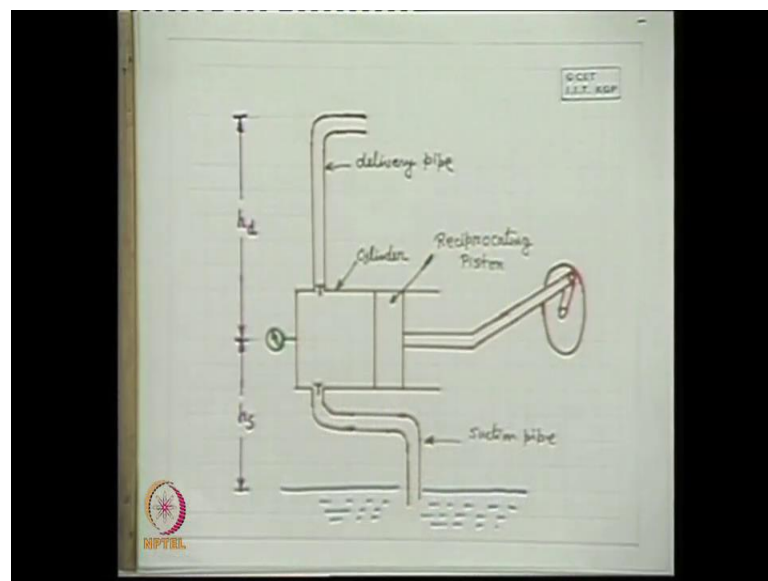 © CET
I.I.T. KGP
delivery pipe
hd
Cylinder
Reciprocating
Piston
hs
suction pipe
NPTEL